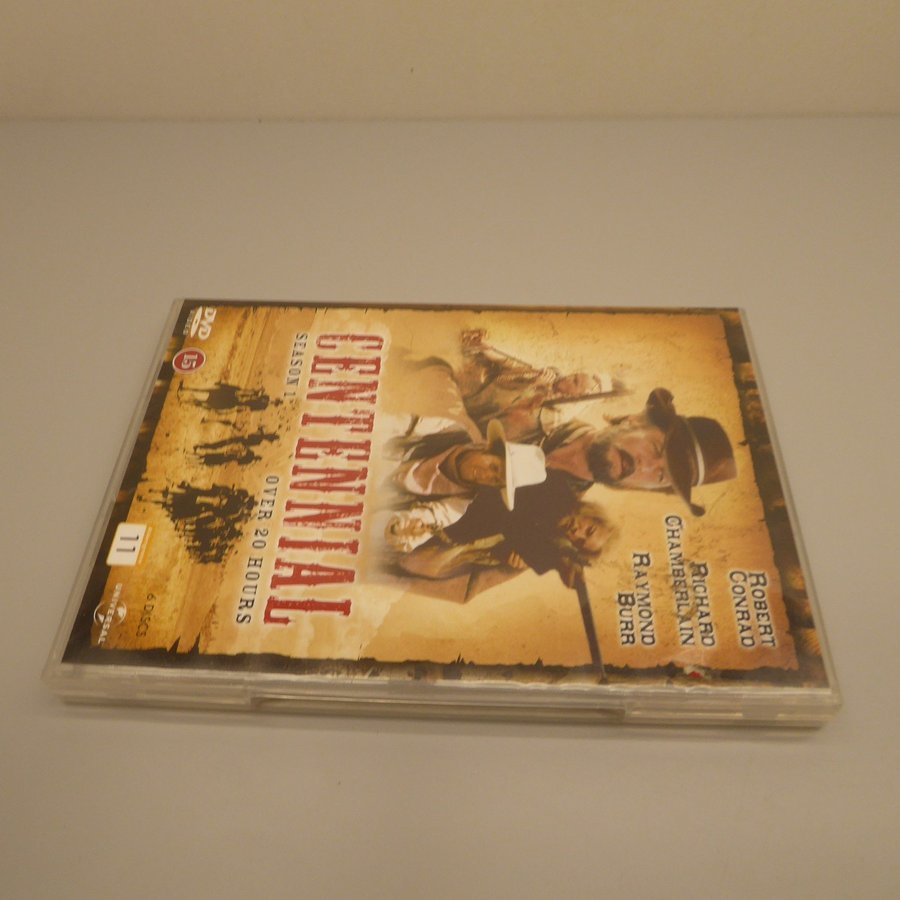 ROBERT
CONRAD
RICHARD
CHAMBERLAIN
RAYMOND
BURR
CENTENNIAL
SEASON 1
OVER 20 HOURS
DVD
15
11
6 DISCS
UNIVERSAL